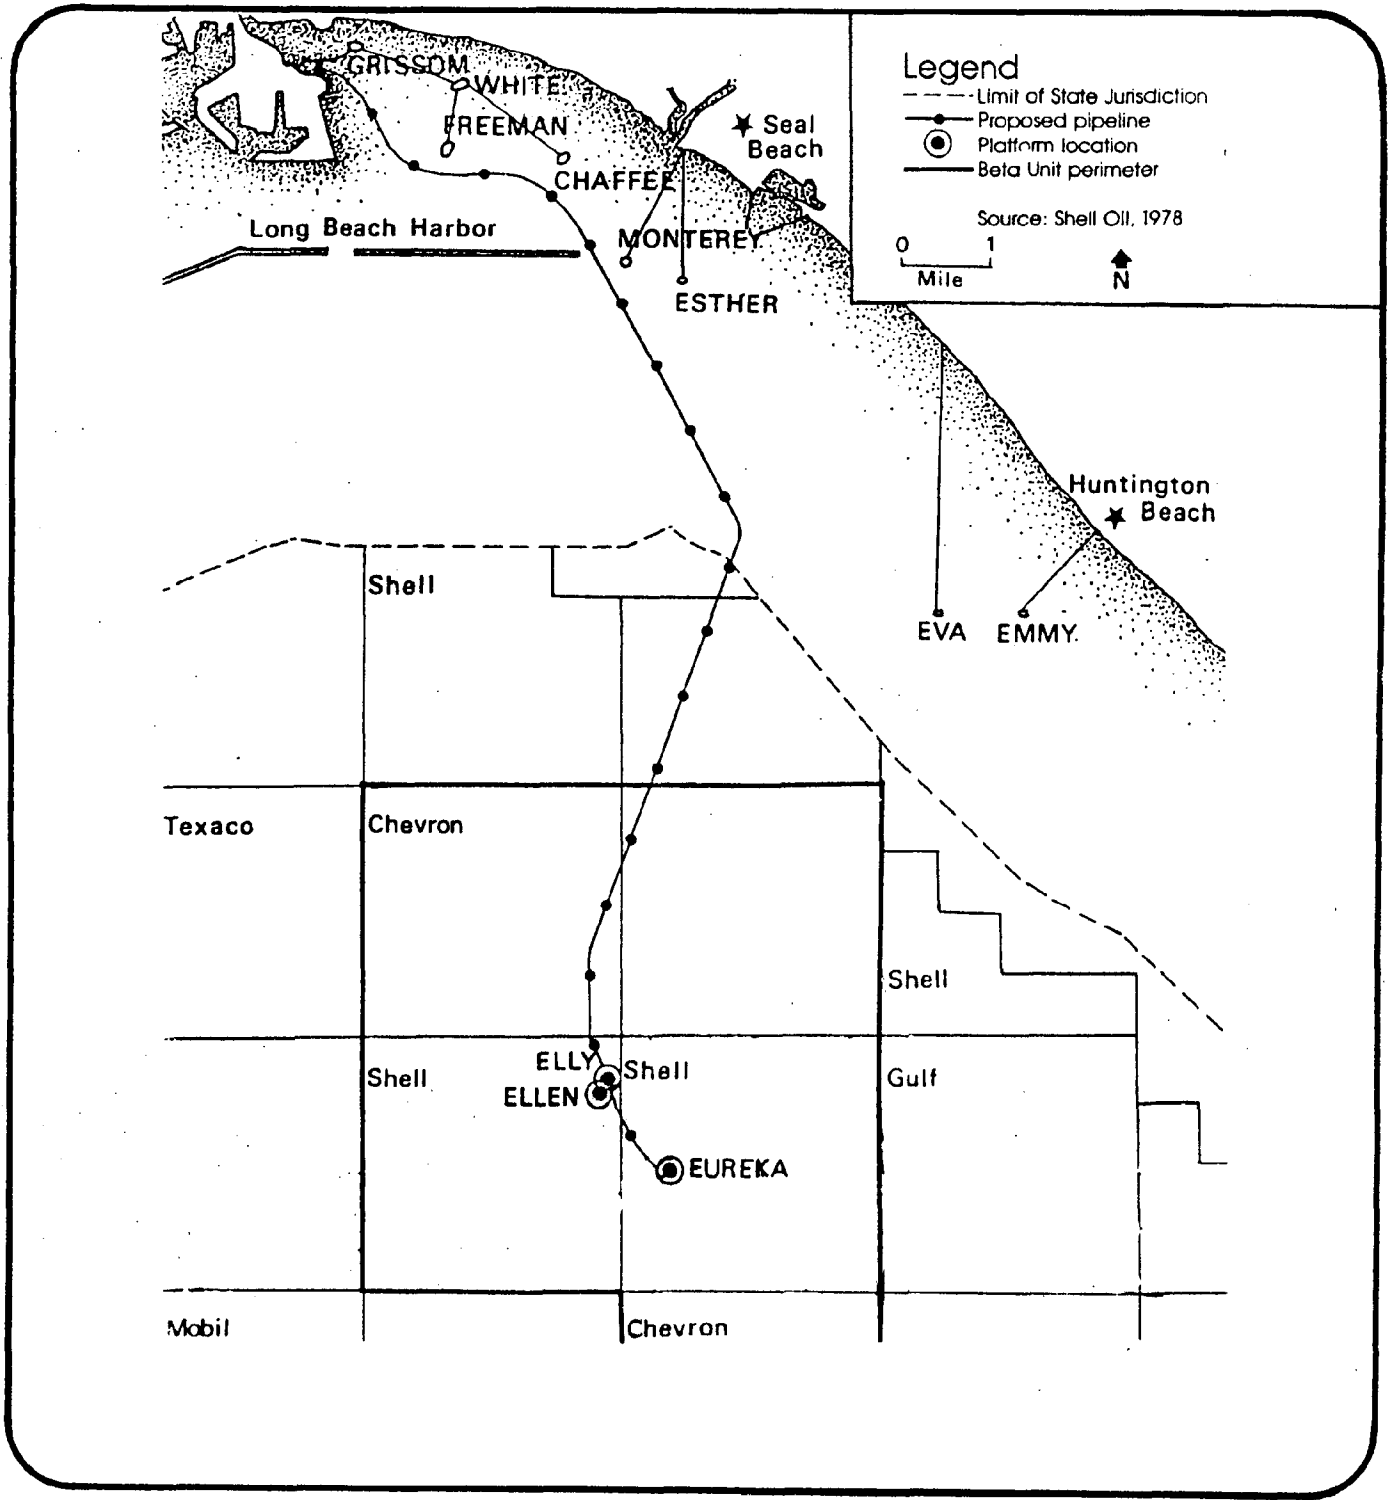 GRISSOM
WHITE
FREEMAN
CHAFFEE
Seal
Beach
Long Beach Harbor
MONTEREY
ESTHER
Legend
Limit of State Jurisdiction
Proposed pipeline
Platform location
Beta Unit perimeter
Source: Shell Oil, 1978
0 1
Mile
N
Huntington
Beach
EVA
EMMY
Shell
Texaco
Chevron
Shell
ELLY
Shell
ELLEN
Shell
Gulf
EUREKA
Mobil
Chevron